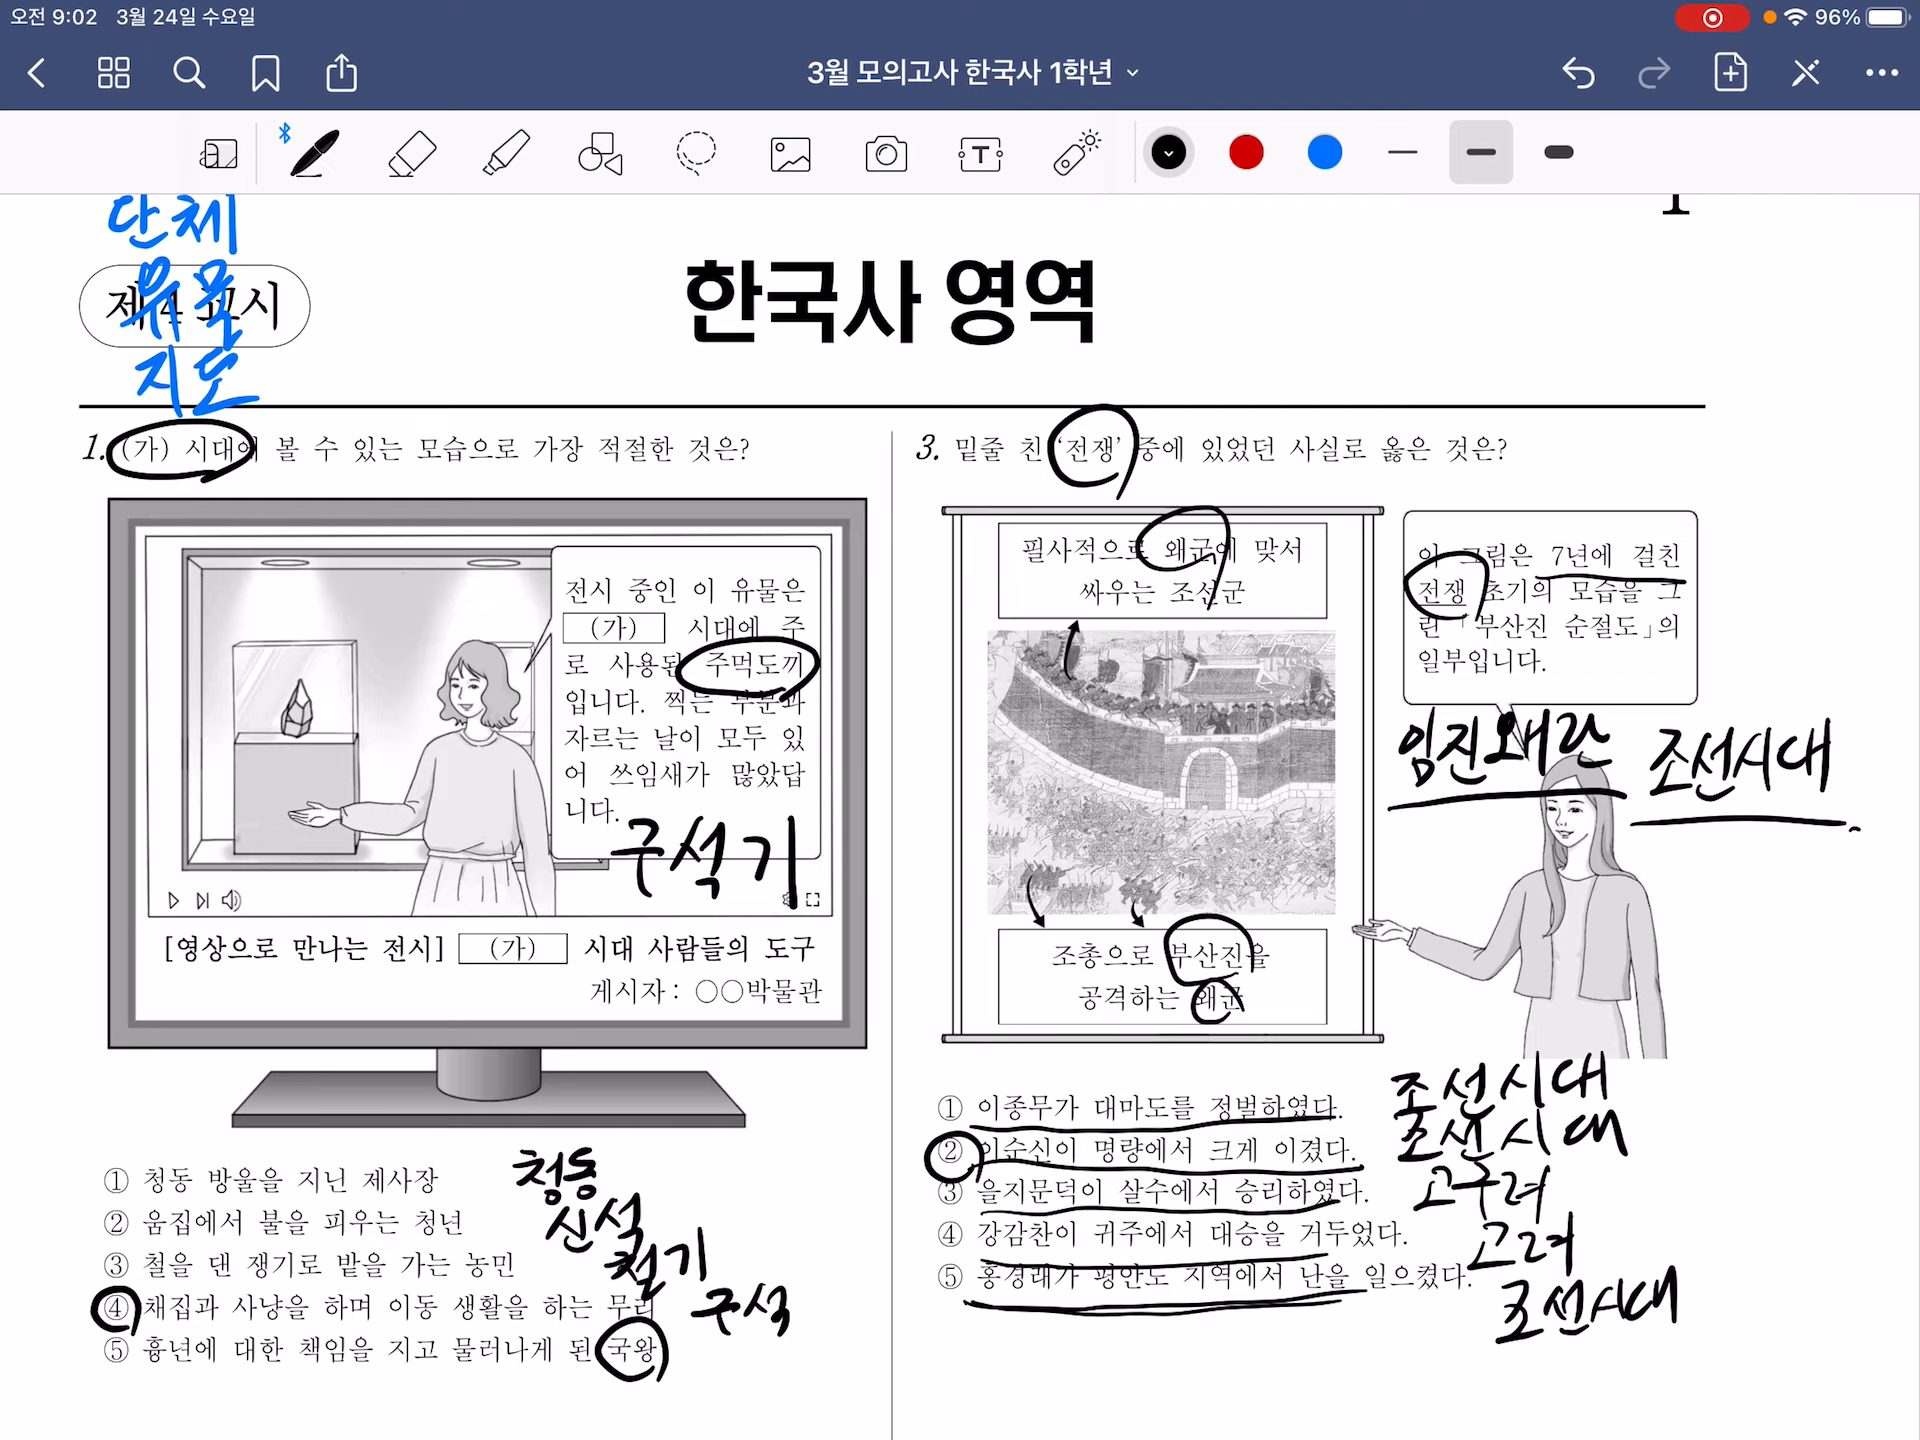 오전 9:02 3월 24일 수요일
96%
3월 모의고사 한국사 1학년
T
단체
유물
지도
제 4 교시
한국사 영역
1
1. (가) 시대에 볼 수 있는 모습으로 가장 적절한 것은?
전시 중인 이 유물은
(가) 시대에 주
로 사용된 주먹도끼
입니다. 찍는 부분과
자르는 날이 모두 있
어 쓰임새가 많았답
니다.
구석기
[영상으로 만나는 전시] (가) 시대 사람들의 도구
게시자: ○○박물관
① 청동 방울을 지닌 제사장
청동
② 움집에서 불을 피우는 청년
신석
③ 철을 댄 쟁기로 밭을 가는 농민
철기
④ 채집과 사냥을 하며 이동 생활을 하는 무리
구석
⑤ 흉년에 대한 책임을 지고 물러나게 된 국왕
3. 밑줄 친 ‘전쟁’ 중에 있었던 사실로 옳은 것은?
필사적으로 왜군에 맞서
싸우는 조선군
이 그림은 7년에 걸친
전쟁 초기의 모습을 그
린 「부산진 순절도」의
일부입니다.
임진왜란 조선시대
조총으로 부산진을
공격하는 왜군
① 이종무가 대마도를 정벌하였다.
조선시대
② 이순신이 명량에서 크게 이겼다.
조선시대
③ 을지문덕이 살수에서 승리하였다.
고구려
④ 강감찬이 귀주에서 대승을 거두었다.
고려
⑤ 홍경래가 평안도 지역에서 난을 일으켰다.
조선시대